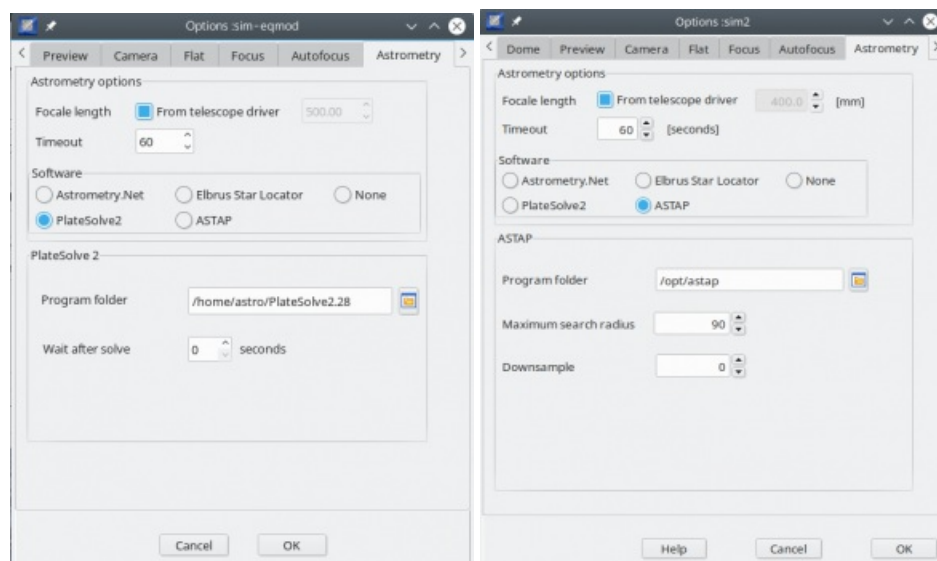 Options :sim-eqmod
Preview Camera Flat Focus Autofocus Astrometry
Astrometry options
Focale length From telescope driver 500.00
Timeout 60
Software
Astrometry.Net Elbrus Star Locator None
PlateSolve2 ASTAP
PlateSolve 2
Program folder /home/astro/PlateSolve2.28
Wait after solve 0 seconds
Cancel OK
Options :sim2
Dome Preview Camera Flat Focus Autofocus Astrometry
Astrometry options
Focale length From telescope driver 400.0 [mm]
Timeout 60 [seconds]
Software
Astrometry.Net Elbrus Star Locator None
PlateSolve2 ASTAP
ASTAP
Program folder /opt/astap
Maximum search radius 90
Downsample 0
Help Cancel OK